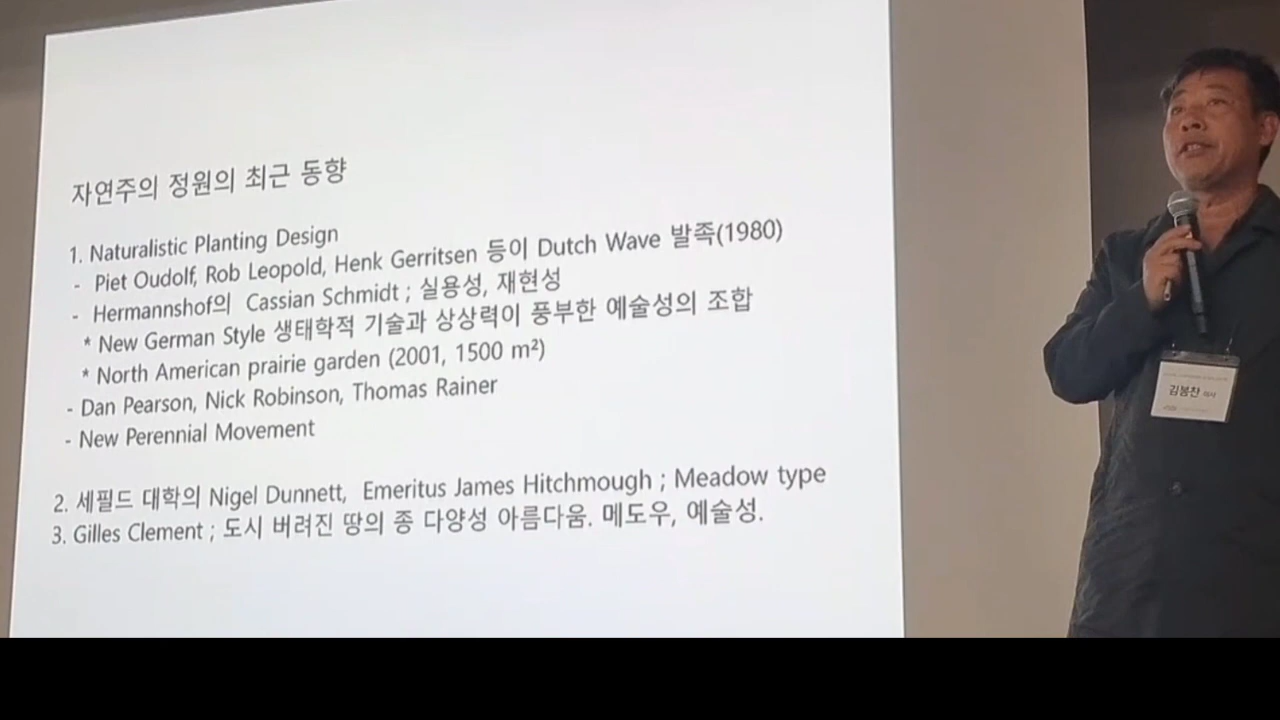 자연주의 정원의 최근 동향
1. Naturalistic Planting Design
- Piet Oudolf, Rob Leopold, Henk Gerritsen 등이 Dutch Wave 발족(1980)
- Hermannshof의 Cassian Schmidt ; 실용성, 재현성
* New German Style 생태학적 기술과 상상력이 풍부한 예술성의 조합
* North American prairie garden (2001, 1500 m²)
- Dan Pearson, Nick Robinson, Thomas Rainer
- New Perennial Movement
2. 세필드 대학의 Nigel Dunnett, Emeritus James Hitchmough ; Meadow type
3. Gilles Clement ; 도시 버려진 땅의 종 다양성 아름다움. 메도우, 예술성.
김봉찬